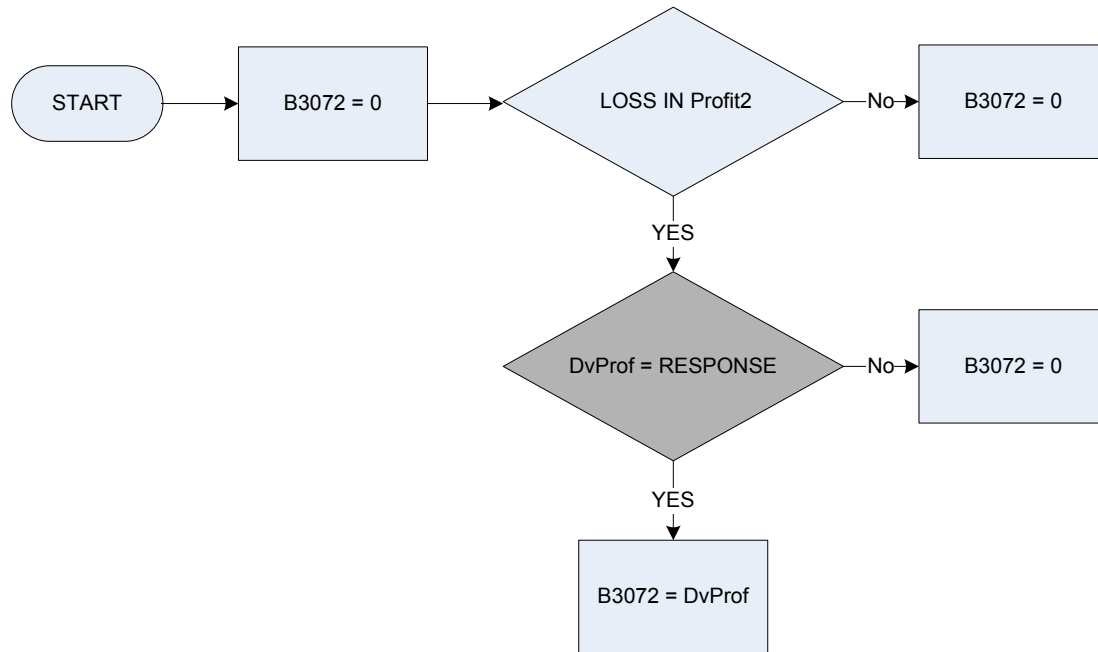 START
B3072 = 0
LOSS IN Profit2
No
B3072 = 0
YES
DvProf = RESPONSE
No
B3072 = 0
YES
B3072 = DvProf